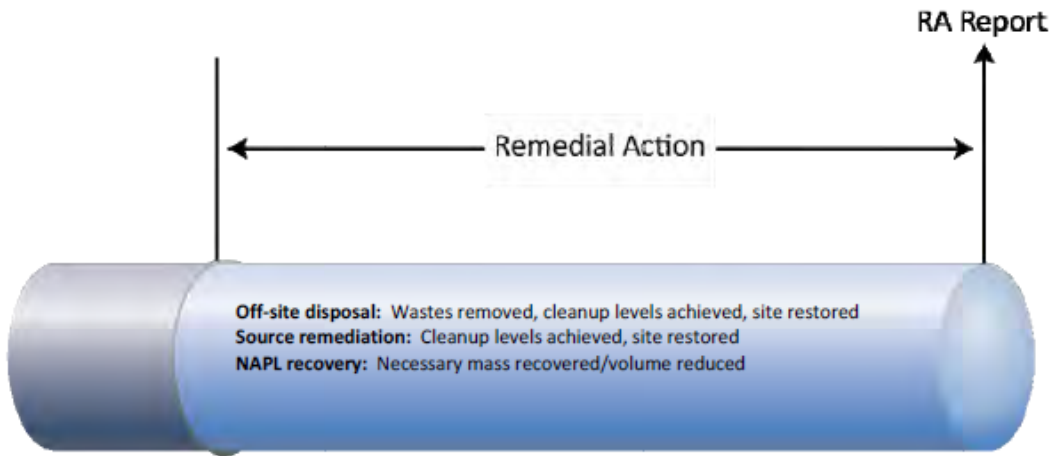 RA Report
Remedial Action
Off-site disposal: Wastes removed, cleanup levels achieved, site restored
Source remediation: Cleanup levels achieved, site restored
NAPL recovery: Necessary mass recovered/volume reduced